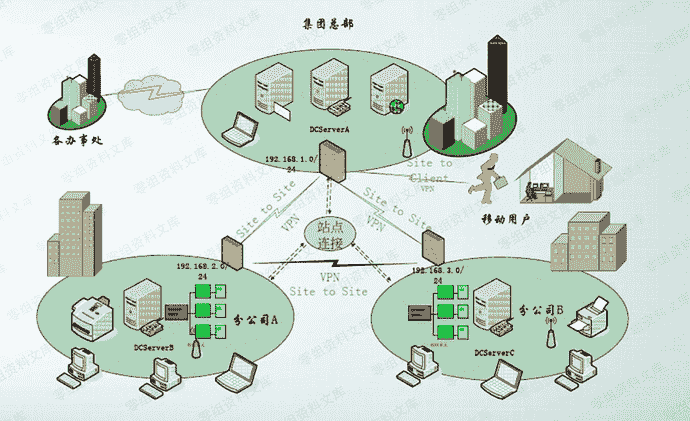 集团总部
各办事处
DCServerA
192.168.1.0/
24
Site to
Client
VPN
移动用户
Site to Site
VPN
Site to Site
VPN
站点
连接
192.168.2.0/
24
192.168.3.0/
24
VPN
Site to Site
分公司A
分公司B
DCServerB
DCServerC
零组资料文库